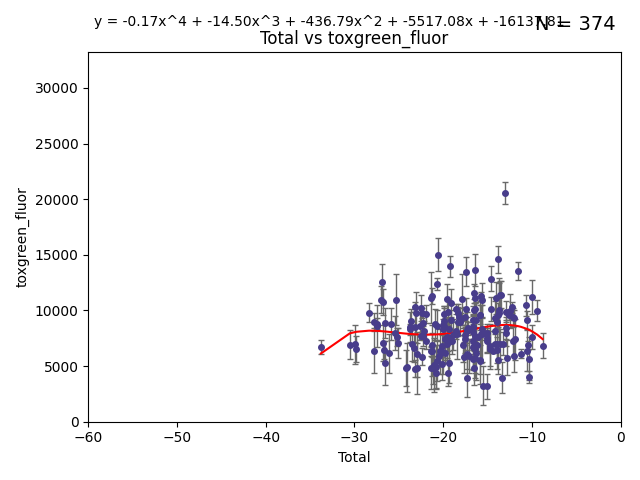 y = -0.17x^4 + -14.50x^3 + -436.79x^2 + -5517.08x + -16137.81
N = 374
Total vs toxgreen_fluor
toxgreen_fluor
30000
25000
20000
15000
10000
5000
0
−60
−50
−40
−30
−20
−10
0
Total